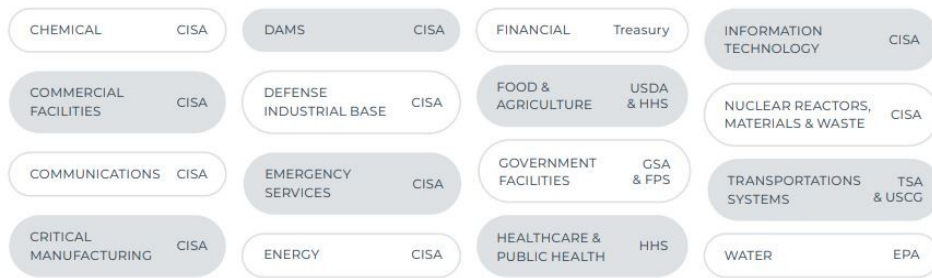 CHEMICAL CISA
COMMERCIAL
FACILITIES
CISA
COMMUNICATIONS CISA
CRITICAL
MANUFACTURING
CISA
DAMS CISA
DEFENSE
INDUSTRIAL BASE
CISA
EMERGENCY
SERVICES
CISA
ENERGY CISA
FINANCIAL Treasury
FOOD &
AGRICULTURE
USDA
& HHS
GOVERNMENT
FACILITIES
GSA
& FPS
HEALTHCARE &
PUBLIC HEALTH
HHS
INFORMATION
TECHNOLOGY
CISA
NUCLEAR REACTORS,
MATERIALS & WASTE
CISA
TRANSPORTATIONS
SYSTEMS
TSA
& USCG
WATER EPA